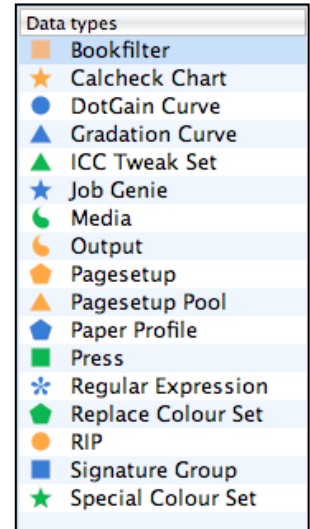 Data types
Bookfilter
Calcheck Chart
DotGain Curve
Gradation Curve
ICC Tweak Set
Job Genie
Media
Output
Pagesetup
Pagesetup Pool
Paper Profile
Press
Regular Expression
Replace Colour Set
RIP
Signature Group
Special Colour Set